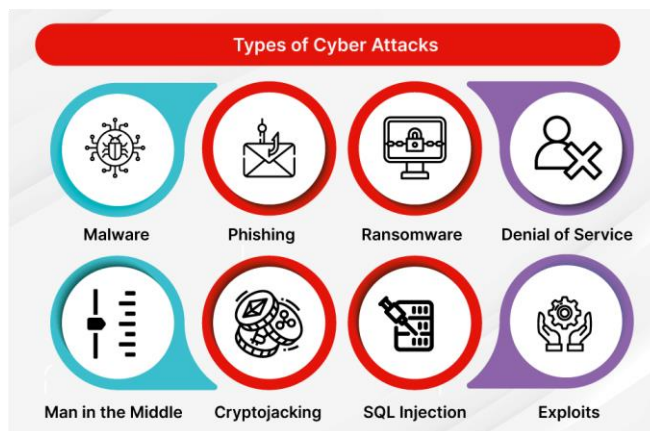 Types of Cyber Attacks
Malware
Phishing
Ransomware
Denial of Service
Man in the Middle
Cryptojacking
SQL Injection
Exploits